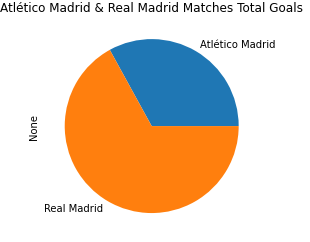 Atlético Madrid & Real Madrid Matches Total Goals
Atlético Madrid
None
Real Madrid